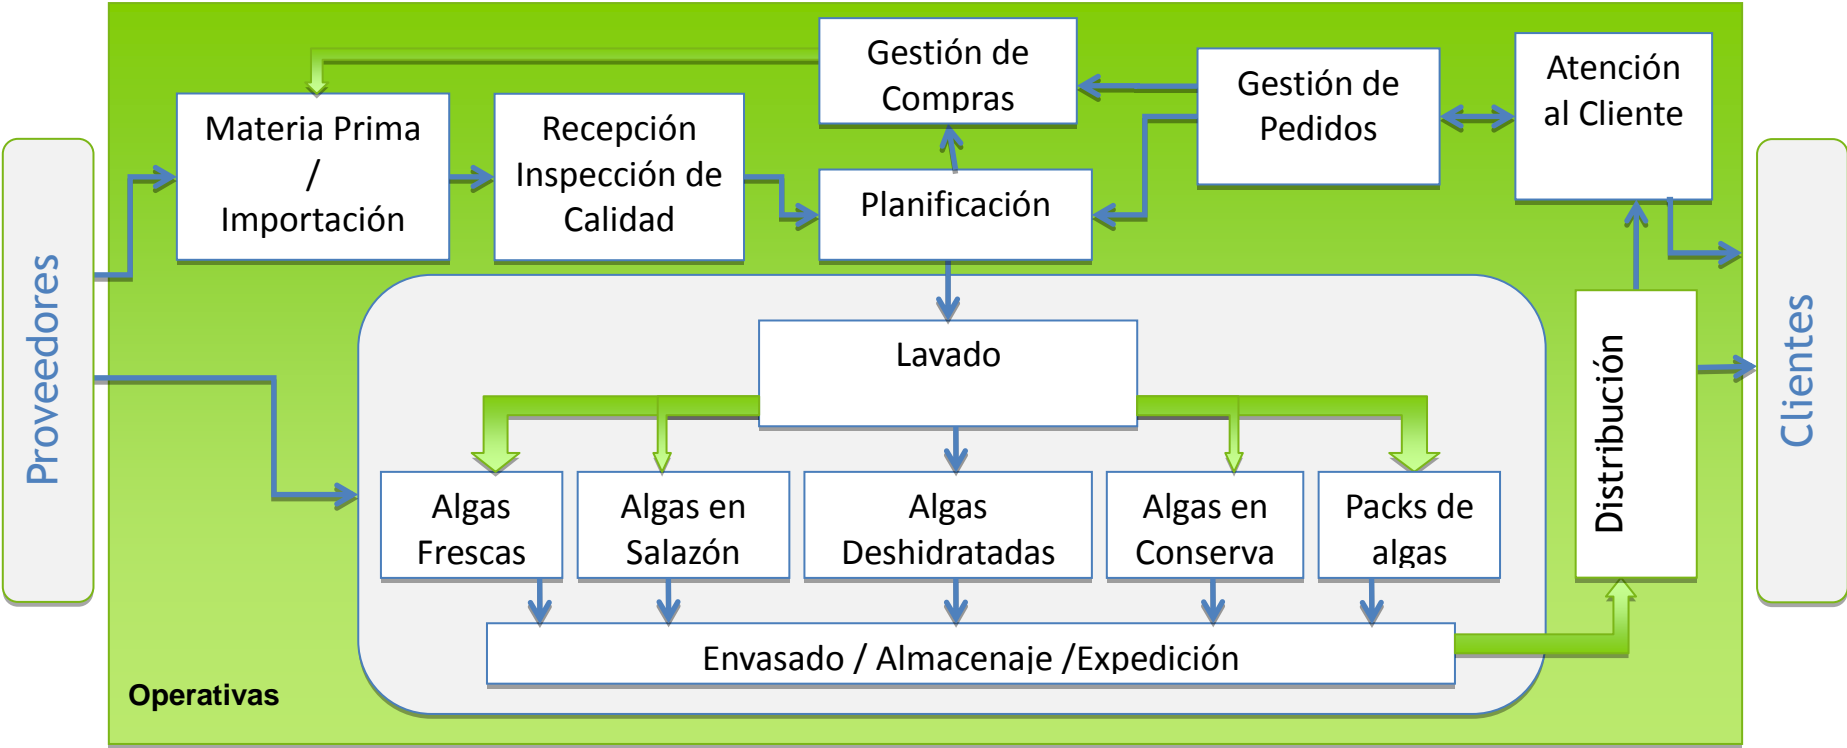 Proveedores
Materia Prima
/
Importación
Recepción
Inspección de
Calidad
Gestión de
Compras
Planificación
Gestión de
Pedidos
Atención
al Cliente
Lavado
Algas
Frescas
Algas en
Salazón
Algas
Deshidratadas
Algas en
Conserva
Packs de
algas
Envasado / Almacenaje /Expedición
Distribución
Clientes
Operativas